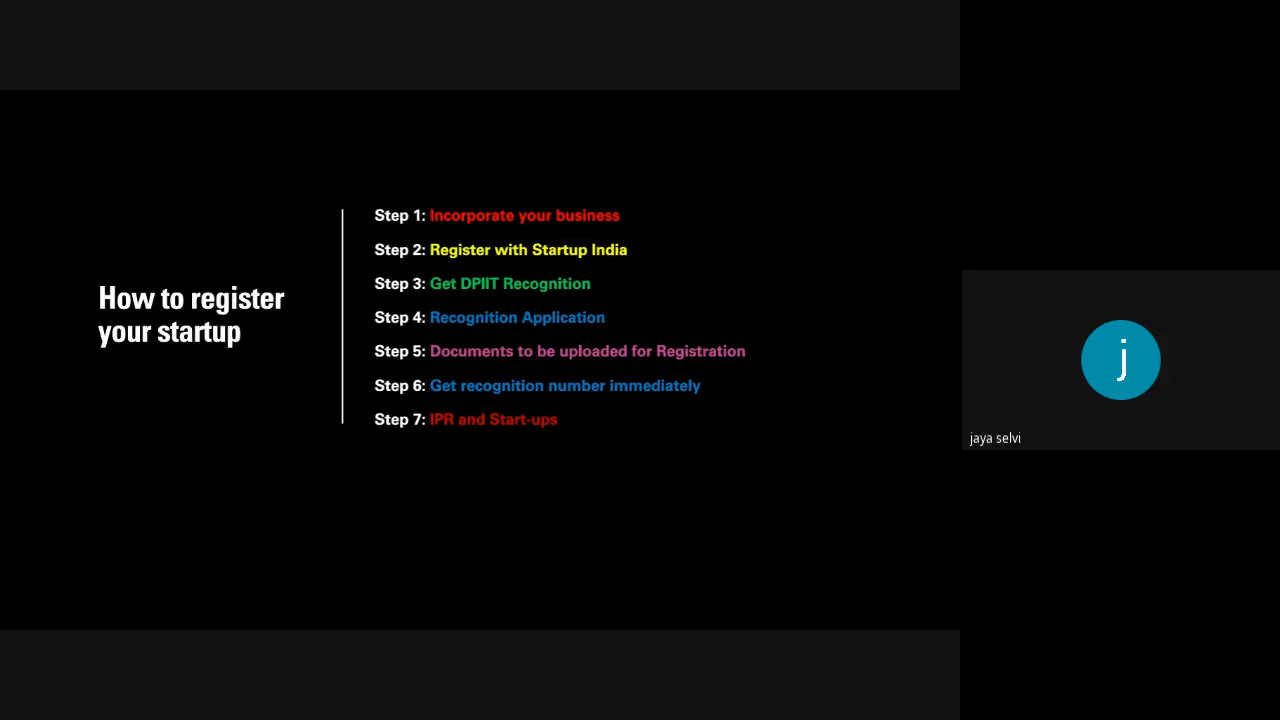 How to register
your startup
Step 1: Incorporate your business
Step 2: Register with Startup India
Step 3: Get DPIIT Recognition
Step 4: Recognition Application
Step 5: Documents to be uploaded for Registration
Step 6: Get recognition number immediately
Step 7: IPR and Start-ups
j
jaya selvi